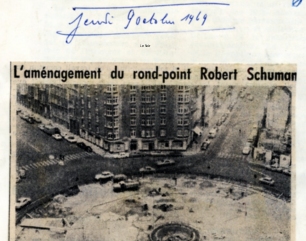 Jeudi 9 octobre 1969
L'aménagement du rond-point Robert Schuman